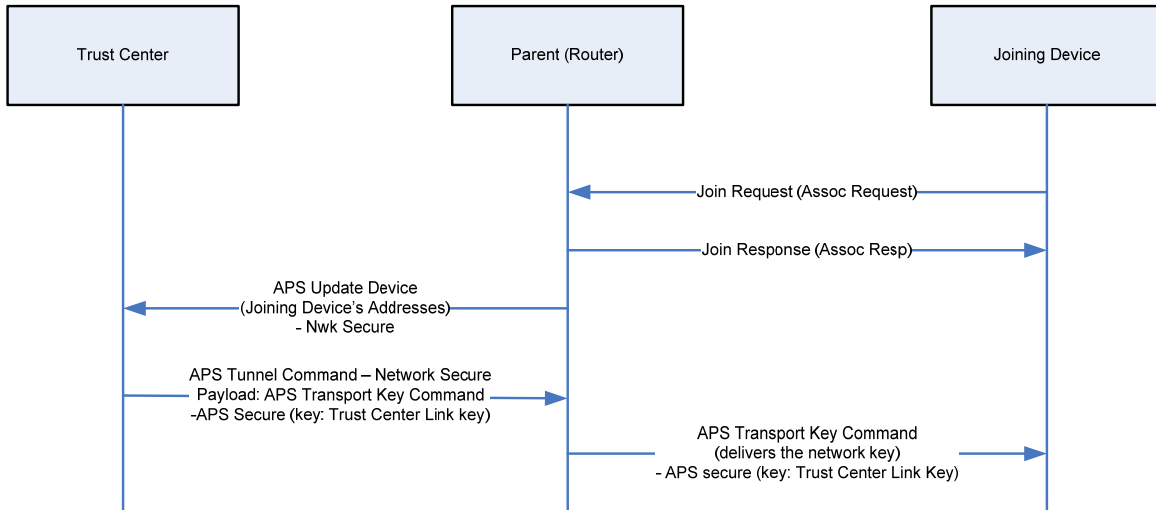 Trust Center
Parent (Router)
Joining Device
Join Request (Assoc Request)
Join Response (Assoc Resp)
APS Update Device
(Joining Device's Addresses)
- Nwk Secure
APS Tunnel Command – Network Secure
Payload: APS Transport Key Command
-APS Secure (key: Trust Center Link key)
APS Transport Key Command
(delivers the network key)
- APS secure (key: Trust Center Link Key)